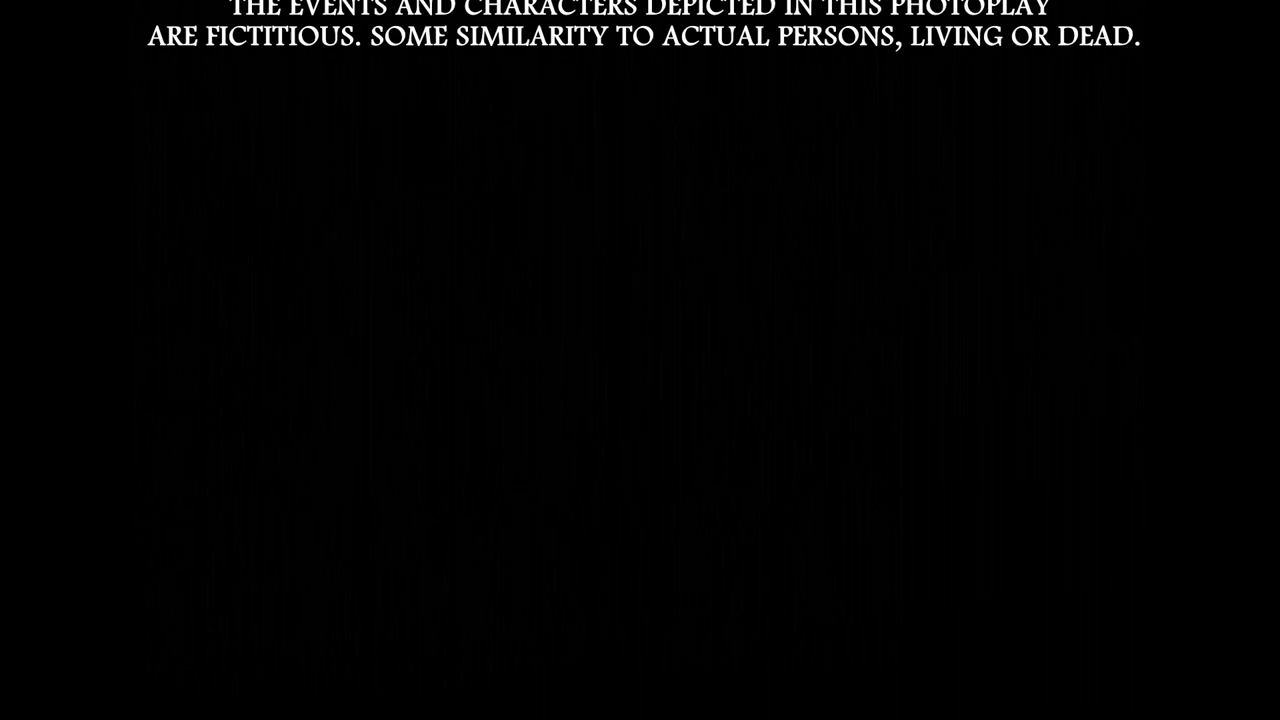 THE EVENTS AND CHARACTERS DEPICTED IN THIS PHOTOPLAY
ARE FICTITIOUS. SOME SIMILARITY TO ACTUAL PERSONS, LIVING OR DEAD.